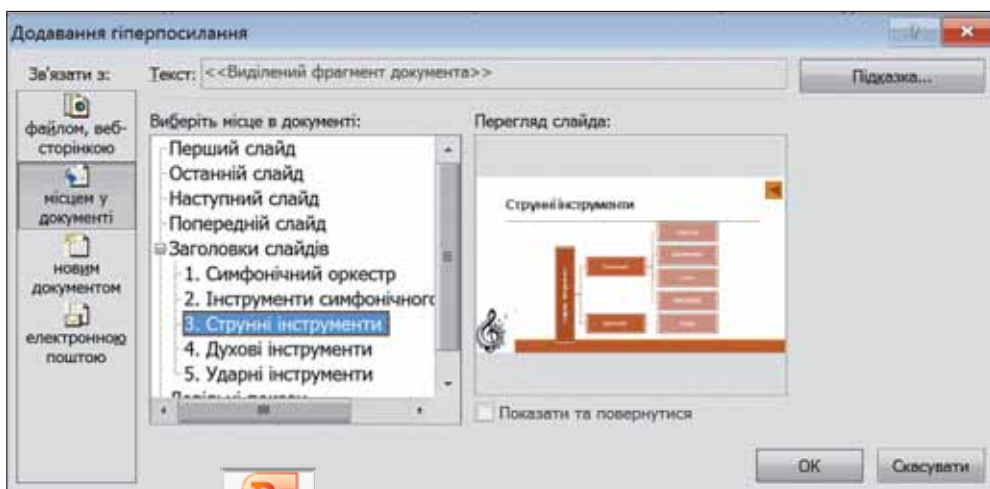 Додавання гіперпосилання
Зв'язати з:
Текст: <<Виділений фрагмент документа>>
Підказка...
файлом, веб-
сторінкою
місцем у
документі
новим
документом
електронною
поштою
Виберіть місце в документі:
Перший слайд
Останній слайд
Наступний слайд
Попередній слайд
Заголовки слайдів
1. Симфонічний оркестр
2. Інструменти симфонічного
3. Струнні інструменти
4. Духові інструменти
5. Ударні інструменти
Перегляд слайда:
Струнні інструменти
Показати та повернутися
OK
Скасувати